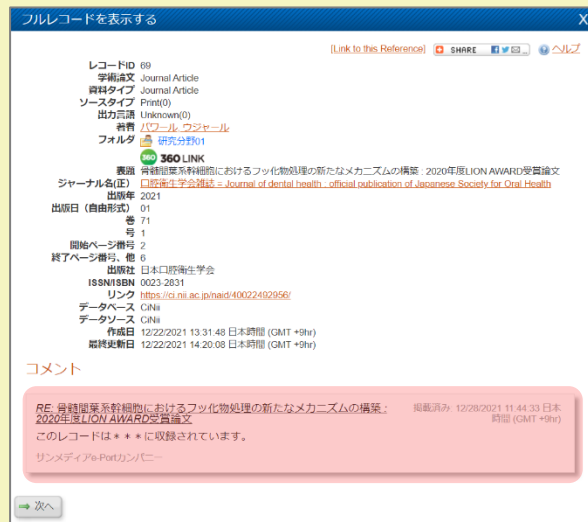 フルレコードを表示する X
[Link to this Reference] SHARE ヘルプ
レコードID 69
学術論文 Journal Article
資料タイプ Journal Article
ソースタイプ Print(0)
出力言語 Unknown(0)
著者 パワール, ウジャール
フォルダ 研究分野01
360 360 LINK
表題 骨髄間葉系幹細胞におけるフッ化物処理の新たなメカニズムの構築 : 2020年度LION AWARD受賞論文
ジャーナル名(正) 口腔衛生学会雑誌 = Journal of dental health : official publication of Japanese Society for Oral Health
出版年 2021
出版日（自由形式） 01
巻 71
号 1
開始ページ番号 2
終了ページ番号、他 6
出版社 日本口腔衛生学会
ISSN/ISBN 0023-2831
リンク https://ci.nii.ac.jp/naid/40022492956/
データベース CiNii
データソース CiNii
作成日 12/22/2021 13:31:48 日本時間 (GMT +9hr)
最終更新日 12/22/2021 14:20:08 日本時間 (GMT +9hr)
コメント
RE: 骨髄間葉系幹細胞におけるフッ化物処理の新たなメカニズムの構築 : 掲載済み 12/28/2021 11:44:33 日本
2020年度LION AWARD受賞論文 時間 (GMT +9hr)
このレコードは＊＊＊に収録されています。
サンメディアe-Portカンパニー
次へ